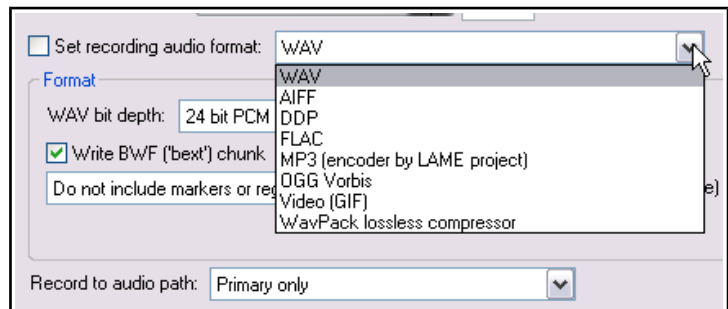 Set recording audio format: WAV
WAV
Format
AIFF
WAV bit depth: 24 bit PCM
DDP
FLAC
Write BWF ('bext') chunk
MP3 (encoder by LAME project)
OGG Vorbis
Do not include markers or reg
e)
Video (GIF)
WavPack lossless compressor
Record to audio path: Primary only